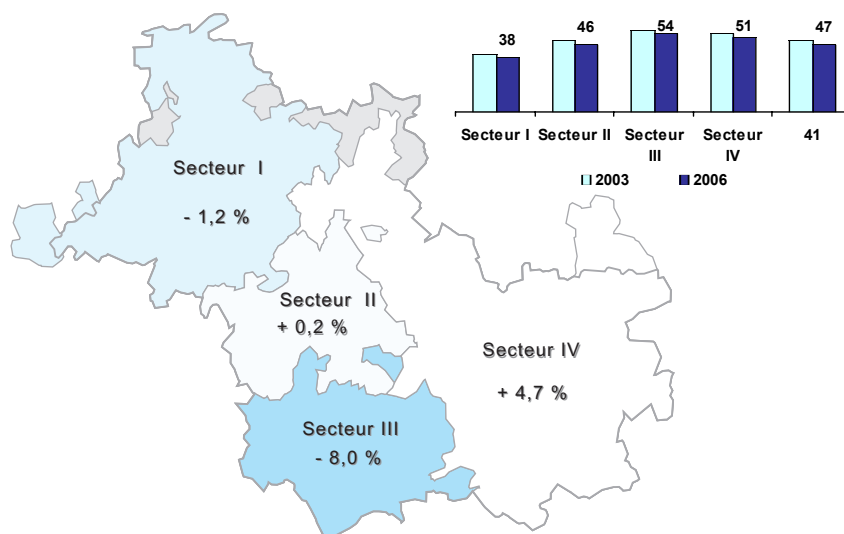 38 46 54 51 47
Secteur I Secteur II Secteur III Secteur IV 41
2003 2006
Secteur I
- 1,2 %
Secteur II
+ 0,2 %
Secteur IV
+ 4,7 %
Secteur III
- 8,0 %